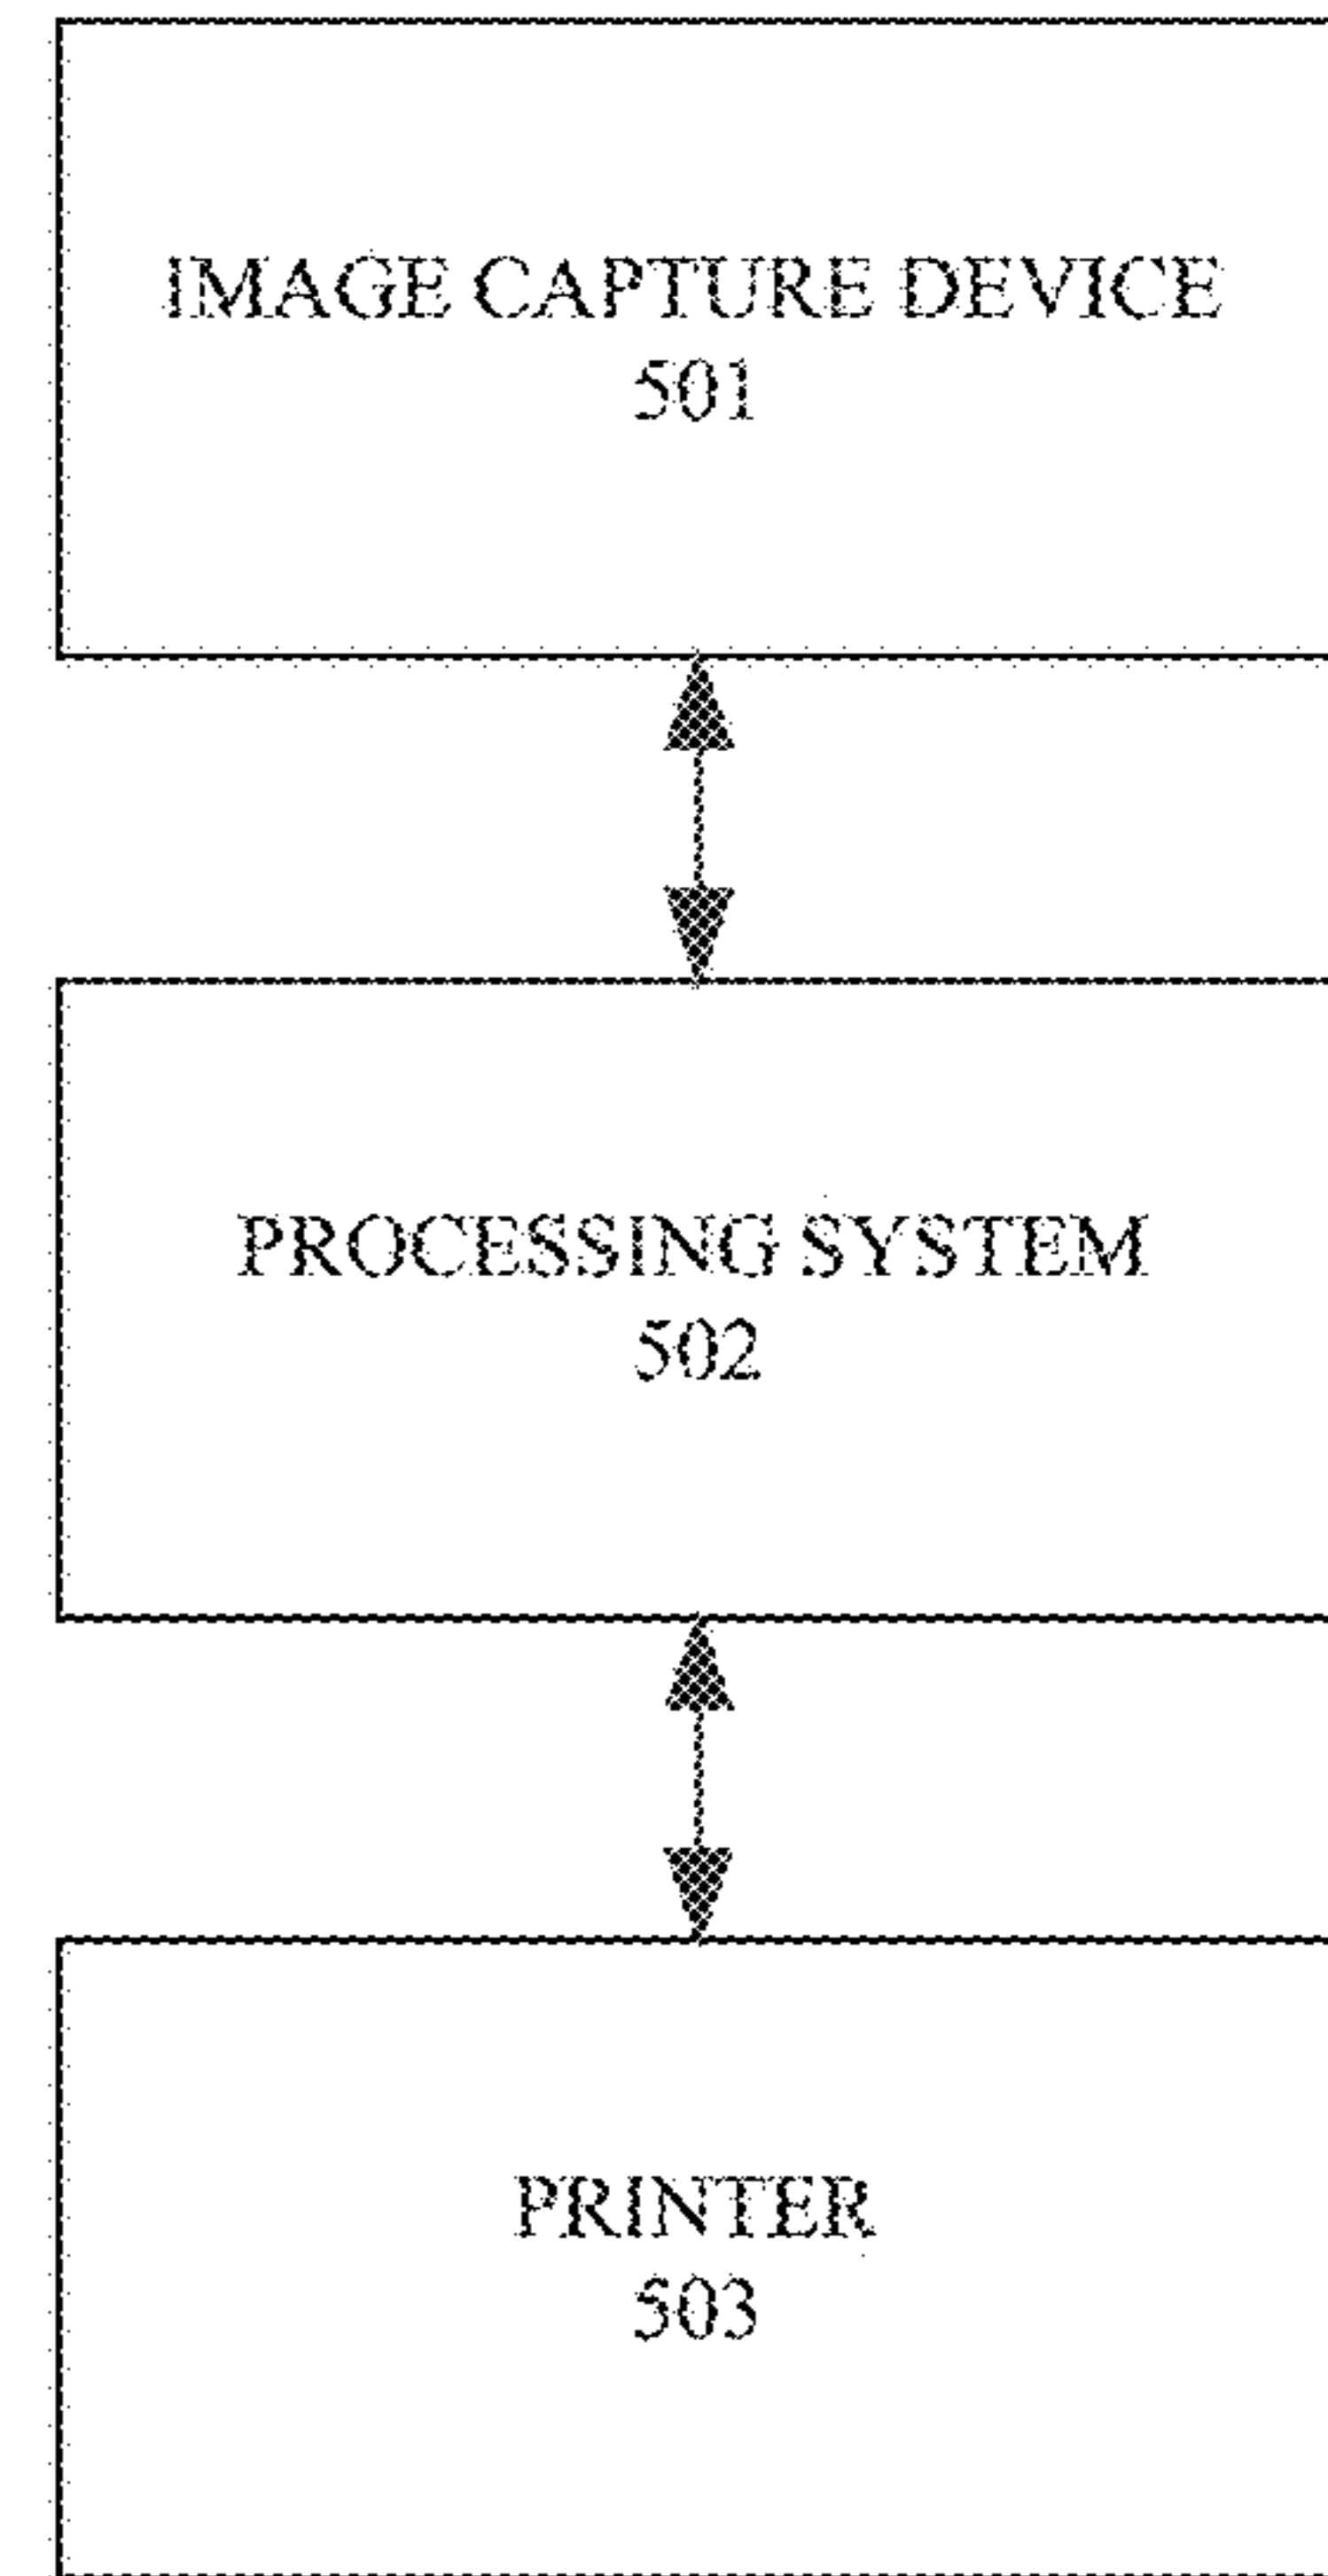 IMAGE CAPTURE DEVICE
501
PROCESSING SYSTEM
502
PRINTER
503